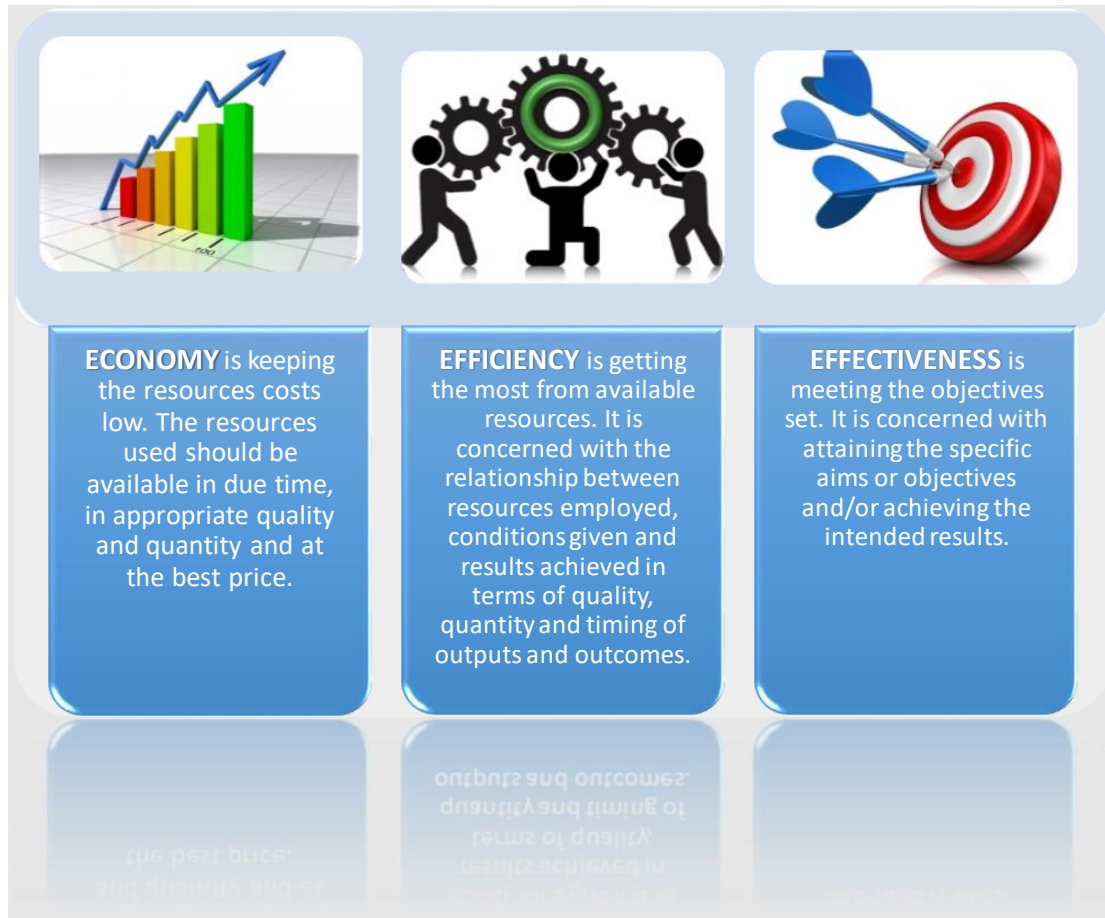 100
ECONOMY is keeping
the resources costs
low. The resources
used should be
available in due time,
in appropriate quality
and quantity and at
the best price.
EFFICIENCY is getting
the most from available
resources. It is
concerned with the
relationship between
resources employed,
conditions given and
results achieved in
terms of quality,
quantity and timing of
outputs and outcomes.
EFFECTIVENESS is
meeting the objectives
set. It is concerned with
attaining the specific
aims or objectives
and/or achieving the
intended results.